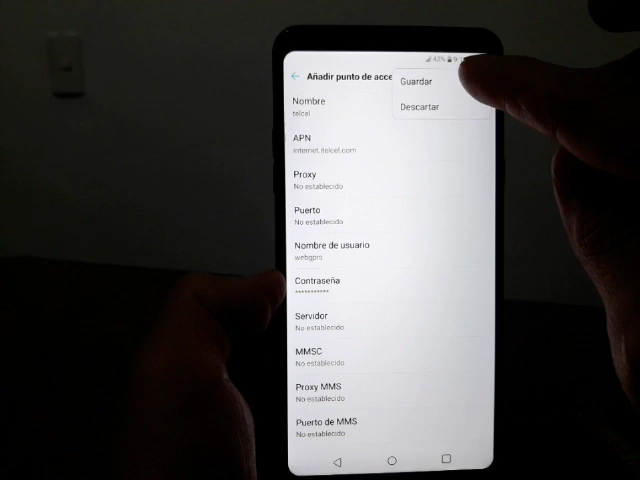 42%
Añadir punto de acce
Guardar
Descartar
Nombre
telcel
APN
internet.itelcel.com
Proxy
No establecido
Puerto
No establecido
Nombre de usuario
webgprs
Contraseña
***********
Servidor
No establecido
MMSC
No establecido
Proxy MMS
No establecido
Puerto de MMS
No establecido